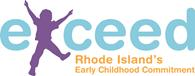 exceed
Rhode Island's
Early Childhood Commitment